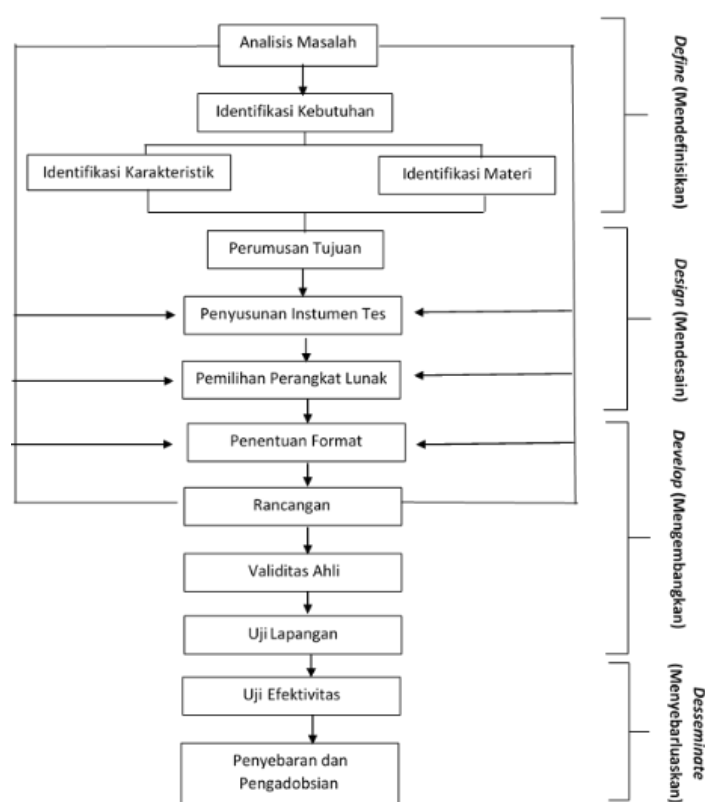 Analisis Masalah
Identifikasi Kebutuhan
Identifikasi Karakteristik
Identifikasi Materi
Perumusan Tujuan
Penyusunan Instumen Tes
Pemilihan Perangkat Lunak
Penentuan Format
Rancangan
Validitas Ahli
Uji Lapangan
Uji Efektivitas
Penyebaran dan
Pengadobsian
Define (Mendefinisikan)
Design (Mendesain)
Develop (Mengembangkan)
Desseminate
(Menyebarluaskan)